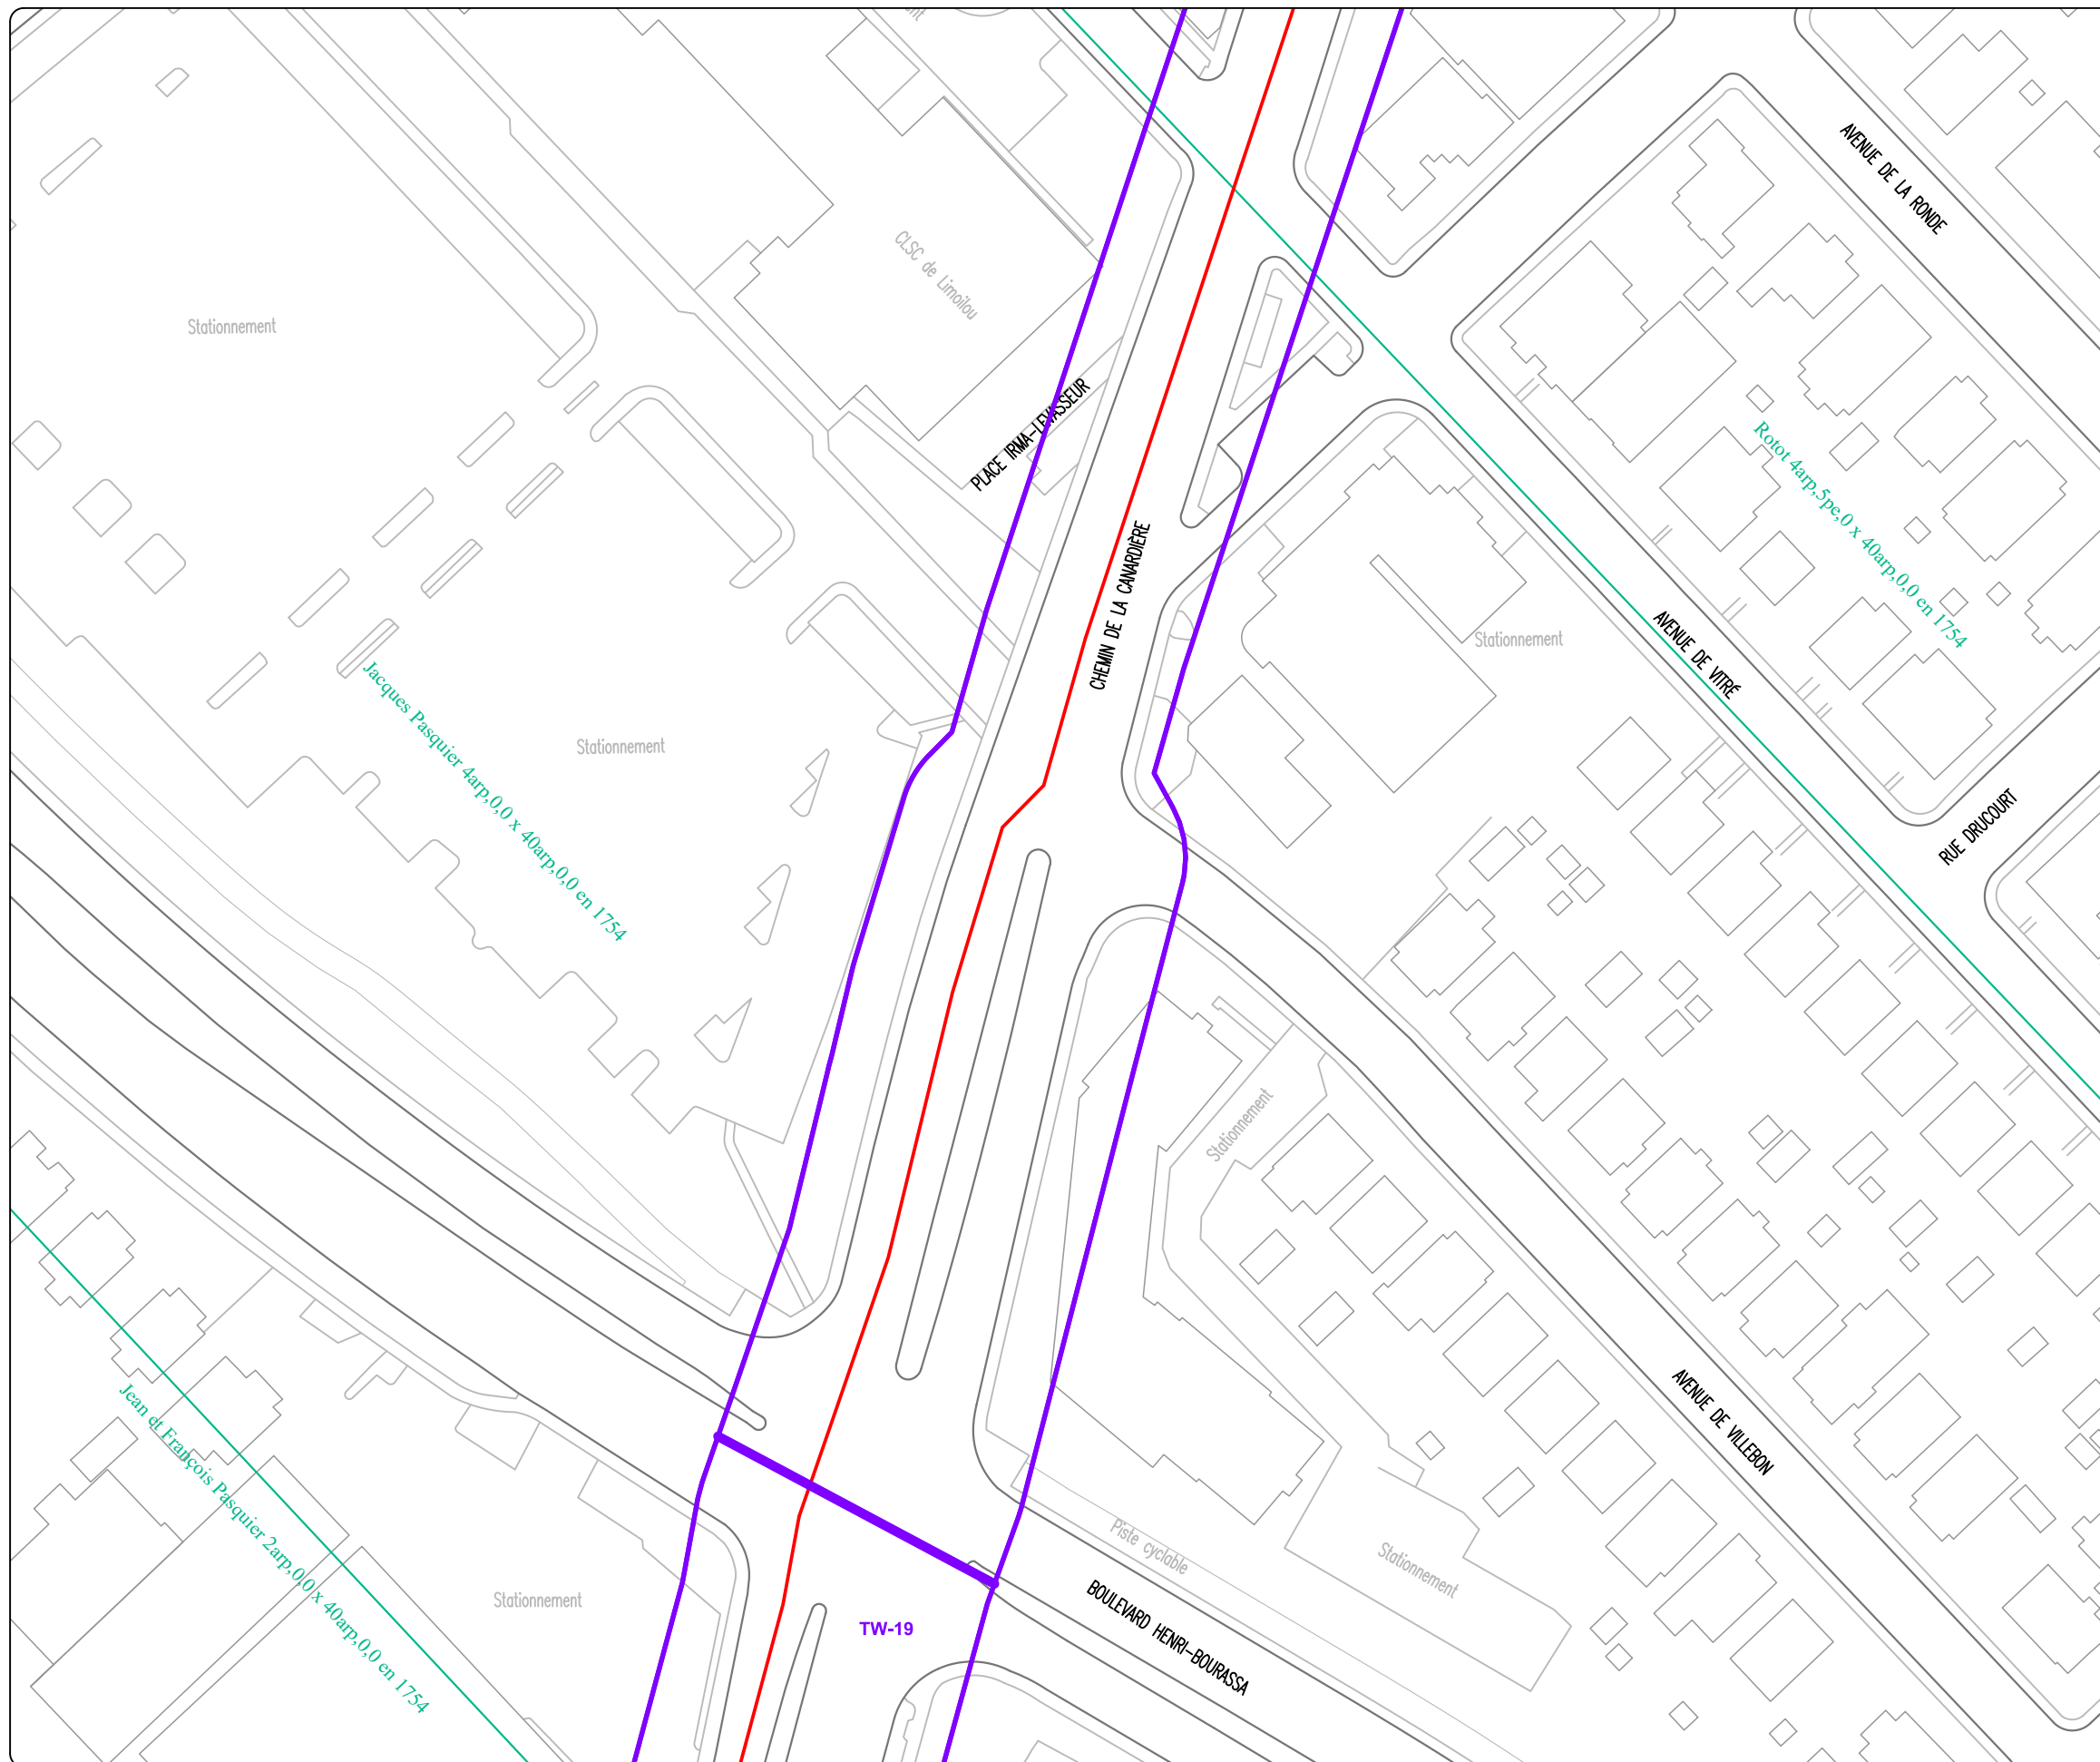 AVENUE DE LA RONDE
CLSC de Limoilou
Stationnement
PLACE IRMA-LEVASSEUR
Rotot 4arp,5pe,0 x 40arp,0,0 en 1754
CHEMIN DE LA CANARDIÈRE
Stationnement
AVENUE DE VITRÉ
Jacques Pasquier 4arp,0,0 x 40arp,0,0 en 1754
Stationnement
RUE DRUCOURT
Stationnement
AVENUE DE VILLEBON
Jean et François Pasquier 2arp,0,0 x 40arp,0,0 en 1754
Piste cyclable
Stationnement
Stationnement
TW-19
BOULEVARD HENRI-BOURASSA